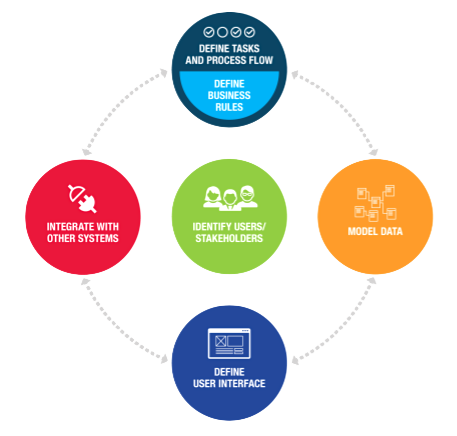 DEFINE TASKS
AND PROCESS FLOW
DEFINE
BUSINESS
RULES
INTEGRATE WITH
OTHER SYSTEMS
IDENTIFY USERS/
STAKEHOLDERS
MODEL DATA
DEFINE
USER INTERFACE